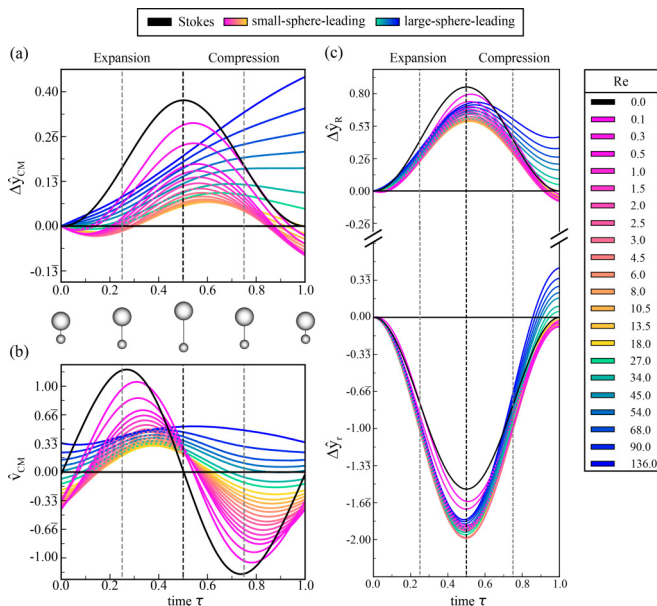 Stokes small-sphere-leading large-sphere-leading
(a)
Expansion Compression
0.40
0.26
0.13
0.00
-0.13
Δŷ_CM
0.0 0.2 0.4 0.6 0.8 1.0
(b)
1.00
0.66
0.33
0.00
-0.33
-0.66
-1.00
v̂_CM
0.0 0.2 0.4 0.6 0.8 1.0
time τ
(c)
Expansion Compression
0.80
0.53
0.26
0.00
-0.26
Δŷ_R
0.33
0.00
-0.33
-0.66
-1.00
-1.33
-1.66
-2.00
Δŷ_r
0.0 0.2 0.4 0.6 0.8 1.0
time τ
Re
0.0
0.1
0.3
0.5
1.0
1.5
2.0
2.5
3.0
4.5
6.0
8.0
10.5
13.5
18.0
27.0
34.0
45.0
54.0
68.0
90.0
136.0